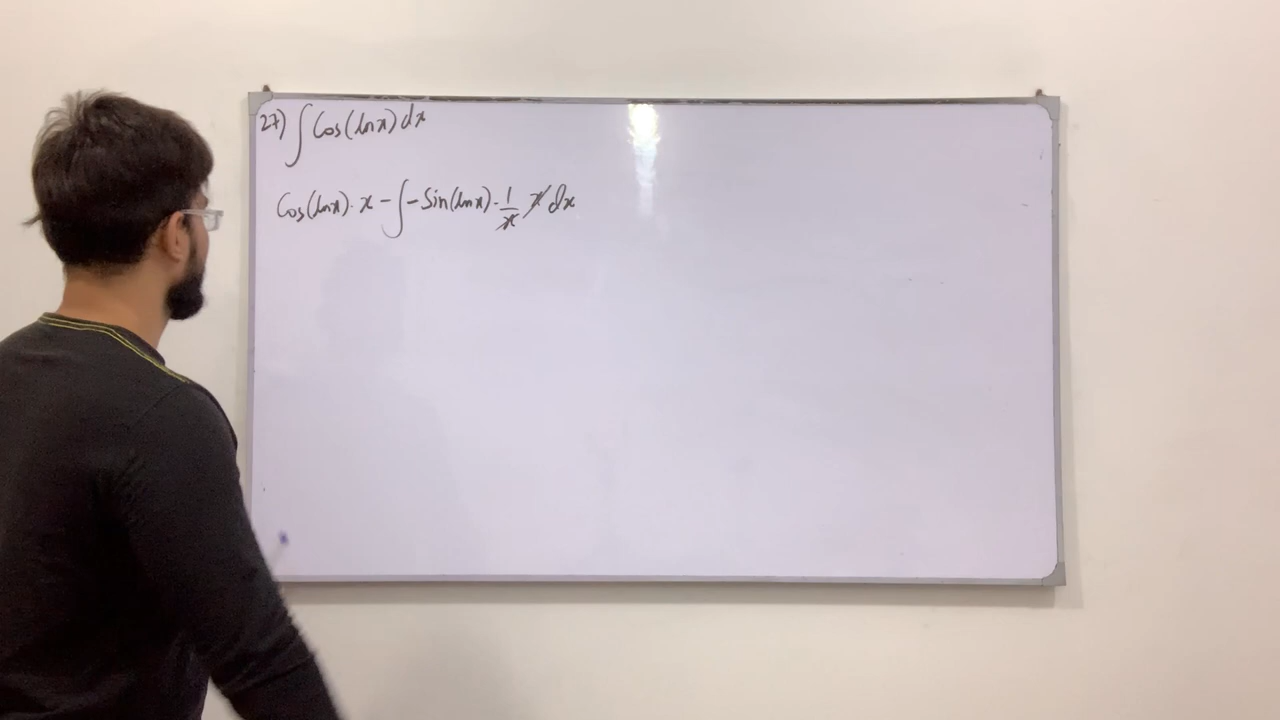 27) ∫ Cos(lnx) dx
Cos(lnx) · x - ∫ - Sin(lnx) · 1/x x dx